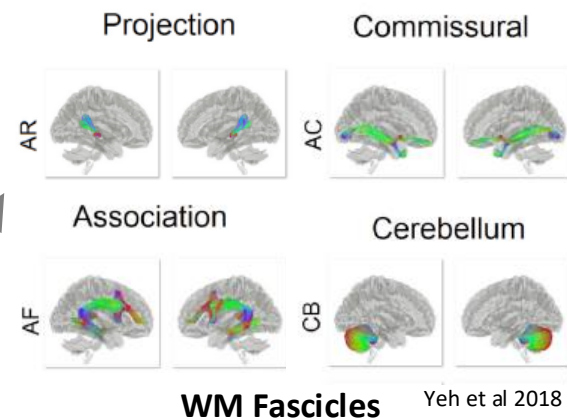 Projection
Commissural
AR
AC
Association
Cerebellum
AF
CB
WM Fascicles
Yeh et al 2018